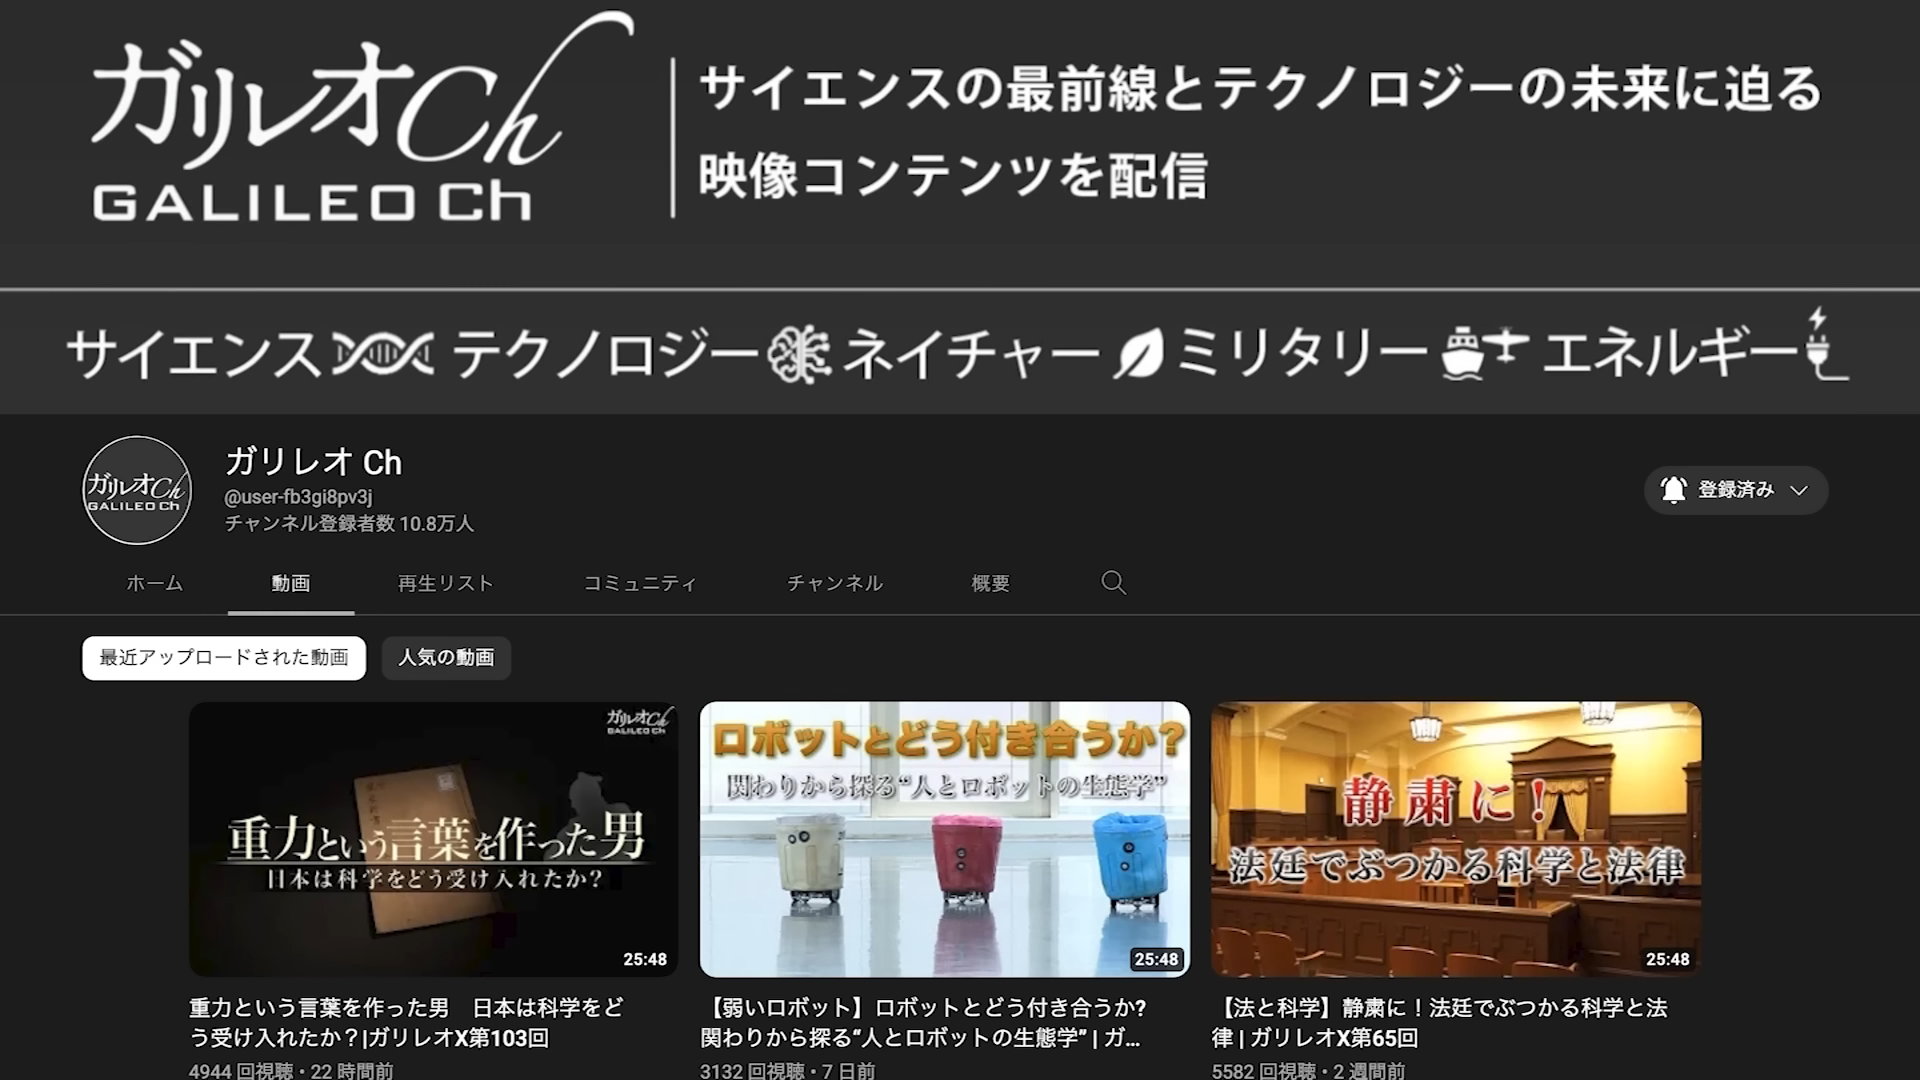 ガリレオCh
GALILEO Ch
サイエンスの最前線とテクノロジーの未来に迫る
映像コンテンツを配信
サイエンス テクノロジー ネイチャー ミリタリー エネルギー
ガリレオCh
GALILEO Ch
ガリレオ Ch
@user-fb3gi8pv3j
チャンネル登録者数 10.8万人
登録済み
ホーム 動画 再生リスト コミュニティ チャンネル 概要
最近アップロードされた動画 人気の動画
ガリレオCh
GALILEO Ch
重力という言葉を作った男
日本は科学をどう受け入れたか?
25:48
重力という言葉を作った男　日本は科学をど
う受け入れたか？|ガリレオX第103回
4944 回視聴・22 時間前
ロボットとどう付き合うか?
関わりから探る“人とロボットの生態学”
25:48
【弱いロボット】ロボットとどう付き合うか?
関わりから探る“人とロボットの生態学” | ガ...
3132 回視聴・7 日前
静粛に！
法廷でぶつかる科学と法律
25:48
【法と科学】静粛に！法廷でぶつかる科学と法
律 | ガリレオX第65回
5582 回視聴・2 週間前